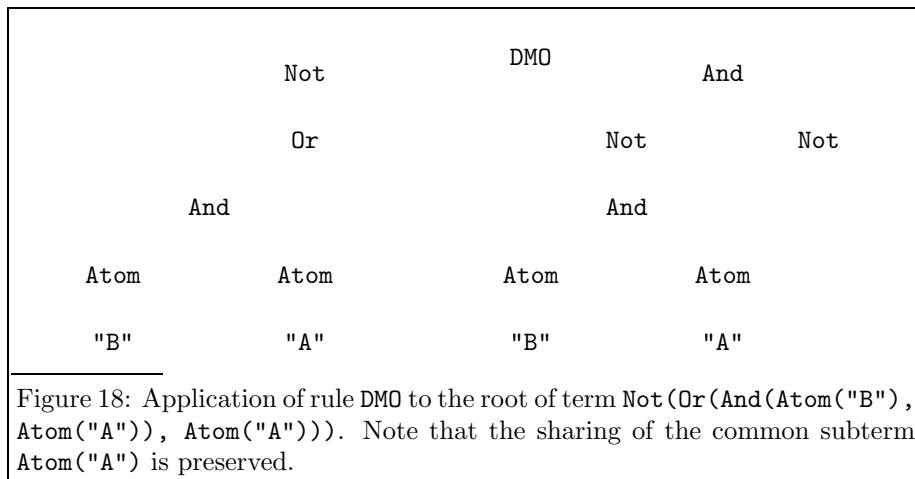 DMO
Not And
Or Not Not
And And
Atom Atom Atom Atom
"B" "A" "B" "A"
Figure 18: Application of rule DMO to the root of term Not(Or(And(Atom("B"),
Atom("A")), Atom("A"))). Note that the sharing of the common subterm
Atom("A") is preserved.